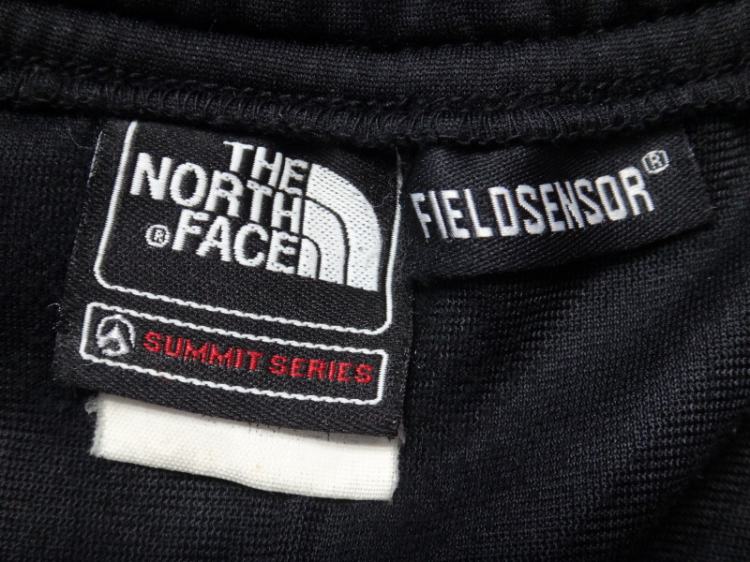 THE
NORTH
® FACE
SUMMIT SERIES
FIELDSENSOR®